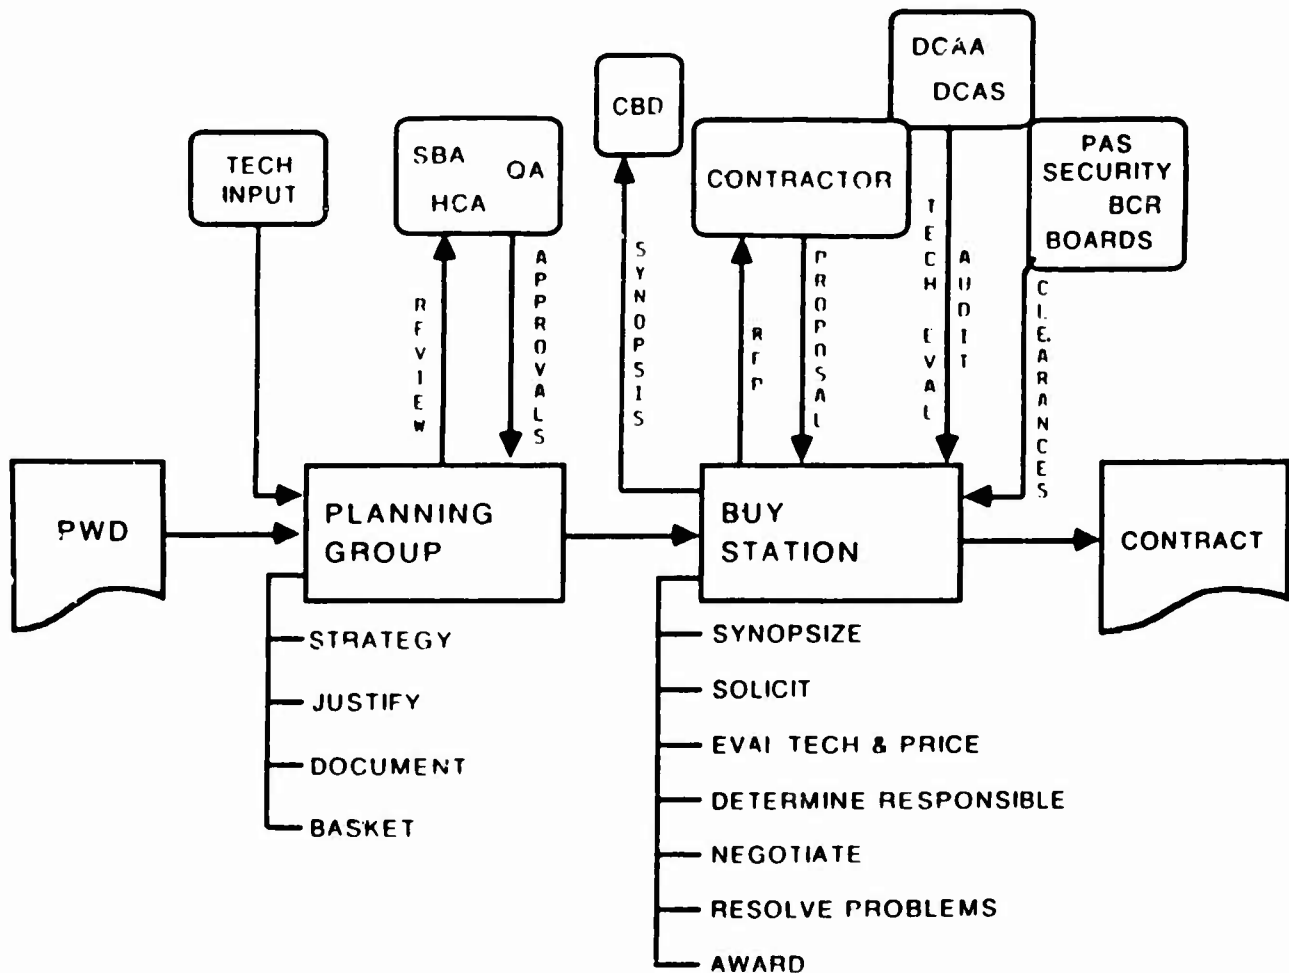 DCAA
DCAS
CBD
PAS
SECURITY
BCR
BOARDS
TECH
INPUT
SBA
QA
HCA
CONTRACTOR
REVIEW
APPROVALS
SYNOPSIS
RFP
PROPOSAL
TECH EVAL
AUDIT
CLEARANCES
PWD
PLANNING
GROUP
BUY
STATION
CONTRACT
STRATEGY
JUSTIFY
DOCUMENT
BASKET
SYNOPSIZE
SOLICIT
EVAL TECH & PRICE
DETERMINE RESPONSIBLE
NEGOTIATE
RESOLVE PROBLEMS
AWARD